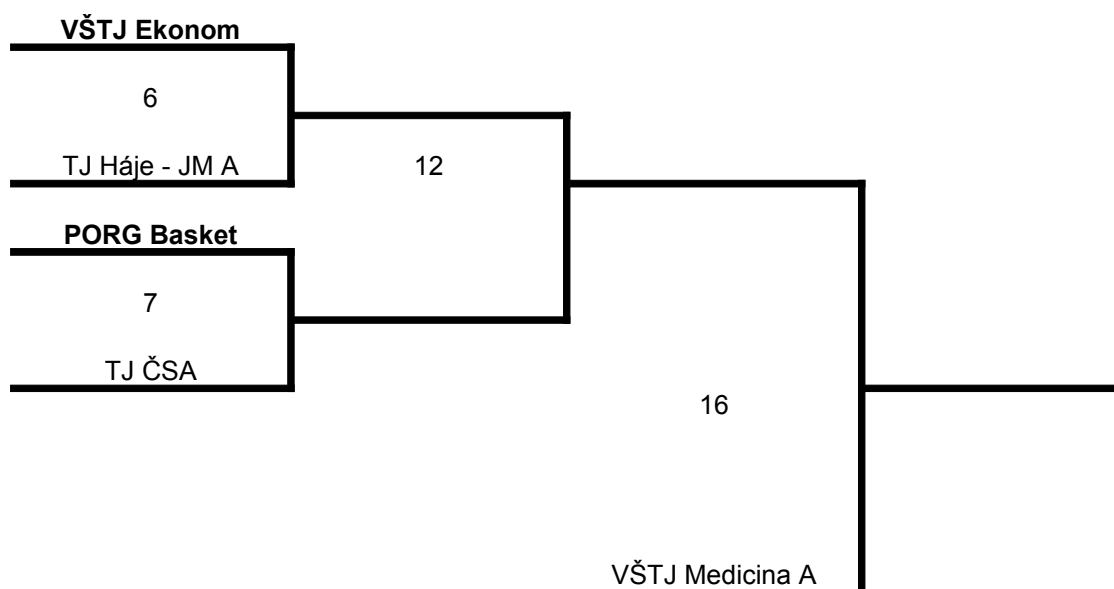 VŠTJ Ekonom
6
TJ Háje - JM A
12
PORG Basket
7
TJ ČSA
16
VŠTJ Medicina A